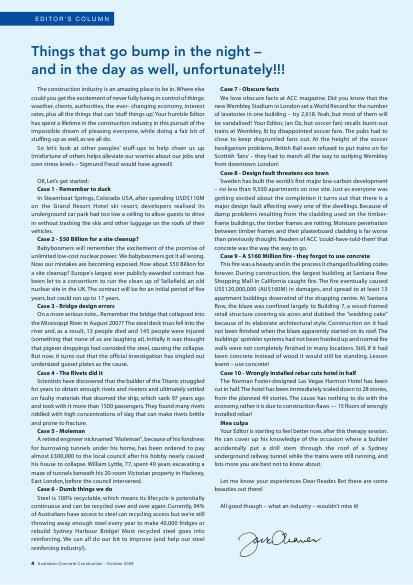 EDITOR'S COLUMN
Things that go bump in the night –
and in the day as well, unfortunately!!!
The construction industry is an amazing place to be in. Where else
could you get the excitement of never fully being in control of things:
weather, clients, authorities, the ever- changing economy, interest
rates, plus all the things that can 'stuff things up'. Your humble Editor
has spent a lifetime in the construction industry in this pursuit of the
impossible dream of pleasing everyone, while doing a fair bit of
stuffing-up as well, as we all do.
So let's look at other peoples' stuff-ups to help cheer us up
(misfortune of others helps alleviate our worries about our jobs and
own stress levels – Sigmund Freud would have agreed!)
OK, Let's get started:
Case 1 - Remember to duck
In Steamboat Springs, Colorado USA, after spending USD$110M
on the Grand Resort Hotel ski resort, developers realised its
underground car park had too low a ceiling to allow guests to drive
in without trashing the skis and other luggage on the roofs of their
vehicles.
Case 2 - $50 Billion for a site cleanup?
Babyboomers will remember the excitement of the promise of
unlimited low-cost nuclear power. We babyboomers got it all wrong.
Now our mistakes are becoming exposed. How about $50 Billion for
a site cleanup? Europe's largest ever publicly-awarded contract has
been let to a consortium to run the clean up of Sellafield, an old
nuclear site in the UK. The contract will be for an initial period of five
years, but could run up to 17 years.
Case 3 - Bridge design errors
On a more serious note...Remember the bridge that collapsed into
the Mississippi River in August 2007? The steel deck truss fell into the
river and, as a result, 13 people died and 145 people were injured
(something that none of us are laughing at). Initially it was thought
that pigeon droppings had corroded the steel, causing the collapse.
But now, it turns out that the official investigation has singled out
undersized gusset plates as the cause.
Case 4 - The Rivets did it
Scientists have discovered that the builder of the Titanic struggled
for years to obtain enough rivets and riveters and ultimately settled
on faulty materials that doomed the ship, which sank 97 years ago
and took with it more than 1500 passengers. They found many rivets
riddled with high concentrations of slag that can make rivets brittle
and prone to fracture.
Case 5 - Moleman
A retired engineer nicknamed "Moleman", because of his fondness
for burrowing tunnels under his home, has been ordered to pay
almost £300,000 to the local council after his hobby nearly caused
his house to collapse. William Lyttle, 77, spent 40 years excavating a
maze of tunnels beneath his 20-room Victorian property in Hackney,
East London, before the council intervened.
Case 6 - Dumb things we do
Steel is 100% recyclable, which means its lifecycle is potentially
continuous and can be recycled over and over again. Currently, 94%
of Australians have access to steel can recycling access but we're still
throwing away enough steel every year to make 40,000 fridges or
rebuild Sydney Harbour Bridge! Most recycled steel goes into
reinforcing. We can all do our bit to improve (and help our steel
reinforcing industry!).
Case 7 - Obscure facts
We love obscure facts at ACC magazine. Did you know that the
new Wembley Stadium in London set a World Record for the number
of lavatories in one building – try 2,618. Yeah, but most of them will
be vandalised! Your Editor, (an Oz, but soccer fan) recalls burnt-out
trains at Wembley, lit by disappointed soccer fans. The pubs had to
close to keep disgruntled fans out. At the height of the soccer
hooliganism problems, British Rail even refused to put trains on for
Scottish 'fans' – they had to march all the way to outlying Wembley
from downtown London!
Case 8 - Design fault threatens eco town
Sweden has built the world's first major low-carbon development
– no less than 9,500 apartments on one site. Just as everyone was
getting excited about the completion it turns out that there is a
major design fault affecting every one of the dwellings. Because of
damp problems resulting from the cladding used on the timber-
frame buildings, the timber frames are rotting. Moisture penetration
between timber frames and their plasterboard cladding is far worse
than previously thought. Readers of ACC 'could-have-told-them' that
concrete was the way to go.
Case 9 - A $160 Million fire – they forgot to use concrete
This fire was a beauty and in the process it changed building codes
forever. During construction, the largest building at Santana Row
Shopping Mall in California caught fire. The fire eventually caused
US$120,000,000 (AU$160M) in damages, and spread to at least 13
apartment buildings downwind of the shopping centre. At Santana
Row, the blaze was confined largely to Building 7, a wood-framed
retail structure covering six acres and dubbed the "wedding cake"
because of its elaborate architectural style. Construction on it had
not been finished when the blaze apparently started on its roof. The
buildings' sprinkler systems had not been hooked up and normal fire
walls were not completely finished in many locations. Still, if it had
been concrete instead of wood it would still be standing. Lesson
learnt – use concrete!
Case 10 - Wrongly installed rebar cuts hotel in half
The Norman Foster-designed Las Vegas Harmon Hotel has been
cut in half. The hotel has been immediately scaled down to 28 stories,
from the planned 49 stories. The cause has nothing to do with the
economy, rather it is due to construction flaws — 15 floors of wrongly
installed rebar!
Mea culpa
Your Editor is starting to feel better now, after this therapy session.
He can cover up his knowledge of the occasion where a builder
accidentally put a drill stem through the roof of a Sydney
underground railway tunnel while the trains were still running, and
lots more you are best not to know about.
Let me know your experiences Dear Reader. Bet there are some
beauties out there!
All good though – what an industry – wouldn't miss it!
4 Australian Concrete Construction - October 2009